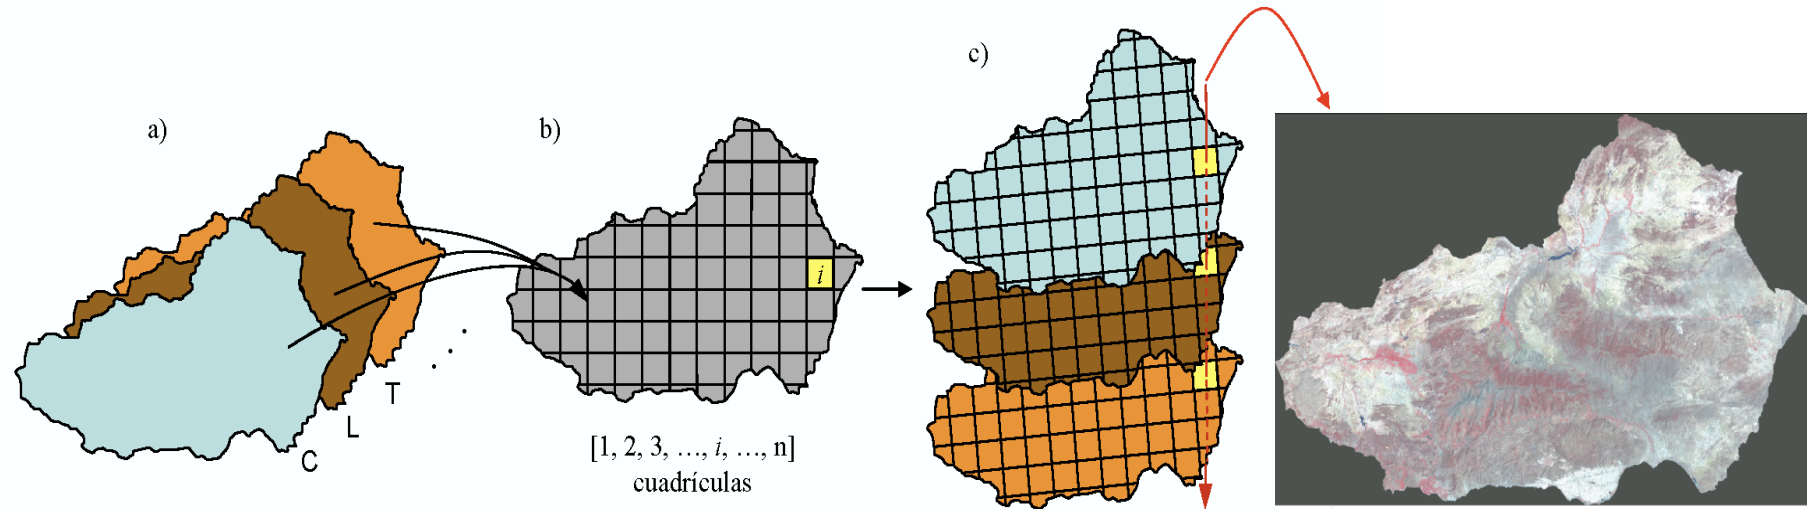 a)
b)
c)
i
T
L
C
[1, 2, 3, …, i, …, n]
cuadrículas